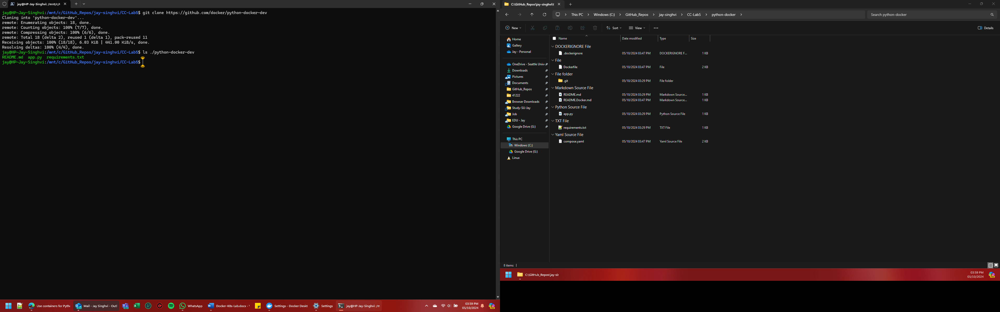 jay@HP-Jay-Singhvi: /mnt/c/(
jay@HP-Jay-Singhvi:/mnt/c/GitHub_Repos/jay-singhvi/CC-Lab5$ git clone https://github.com/docker/python-docker-dev
Cloning into 'python-docker-dev'...
remote: Enumerating objects: 18, done.
remote: Counting objects: 100% (7/7), done.
remote: Compressing objects: 100% (6/6), done.
remote: Total 18 (delta 2), reused 1 (delta 1), pack-reused 11
Receiving objects: 100% (18/18), 6.03 KiB | 441.00 KiB/s, done.
Resolving deltas: 100% (4/4), done.
jay@HP-Jay-Singhvi:/mnt/c/GitHub_Repos/jay-singhvi/CC-Lab5$ ls ./python-docker-dev
README.md  app.py  requirements.txt
jay@HP-Jay-Singhvi:/mnt/c/GitHub_Repos/jay-singhvi/CC-Lab5$
Use containers for Pyth
Mail - Jay Singhvi - Outl
WhatsApp
Docker-K8s-Lab.docx -
Settings - Docker Deskt
Settings
jay@HP-Jay-Singhvi: /m
03:59 PM
05/10/2024
C:\GitHub_Repos\jay-singhvi\(
This PC > Windows (C:) > GitHub_Repos > jay-singhvi > CC-Lab5 > python-docker >
Search python-docker
New
Sort
View
Details
Home
Gallery
Jay - Personal
OneDrive - Seattle Univ
Downloads
Pictures
Documents
GitHub_Repos
41222
Browser Downloads
Study-SU-Jay
Job
EDU - Jay
Google Drive (G:)
This PC
Windows (C:)
Google Drive (G:)
Linux
Name Date modified Type Size
DOCKERIGNORE File
.dockerignore 05/10/2024 03:47 PM DOCKERIGNORE F... 1 KB
File
Dockerfile 05/10/2024 03:47 PM File 2 KB
File folder
.git 05/10/2024 03:29 PM File folder
Markdown Source File
README.md 05/10/2024 03:29 PM Markdown Source... 1 KB
README.Docker.md 05/10/2024 03:47 PM Markdown Source... 1 KB
Python Source File
app.py 05/10/2024 03:29 PM Python Source File 1 KB
TXT File
requirements.txt 05/10/2024 03:29 PM TXT File 1 KB
Yaml Source File
compose.yaml 05/10/2024 03:47 PM Yaml Source File 2 KB
8 items
C:\GitHub_Repos\jay-sir
03:59 PM
05/10/2024